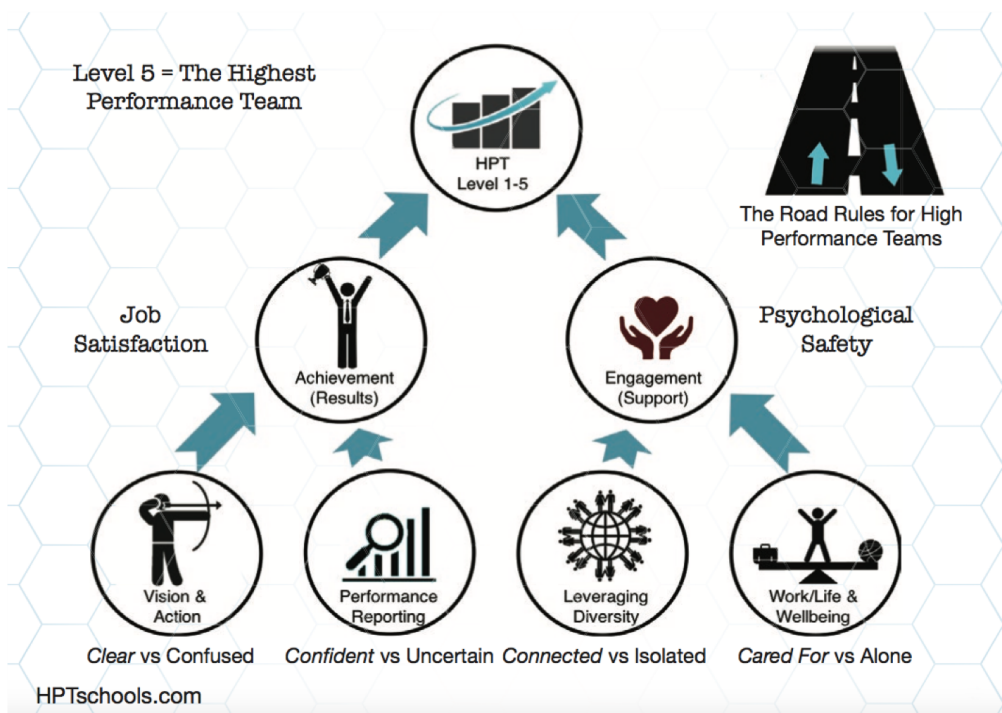 Level 5 = The Highest
Performance Team
HPT
Level 1-5
The Road Rules for High
Performance Teams
Job
Satisfaction
Achievement
(Results)
Engagement
(Support)
Psychological
Safety
Vision &
Action
Performance
Reporting
Leveraging
Diversity
Work/Life &
Wellbeing
Clear vs Confused
Confident vs Uncertain
Connected vs Isolated
Cared For vs Alone
HPTschools.com